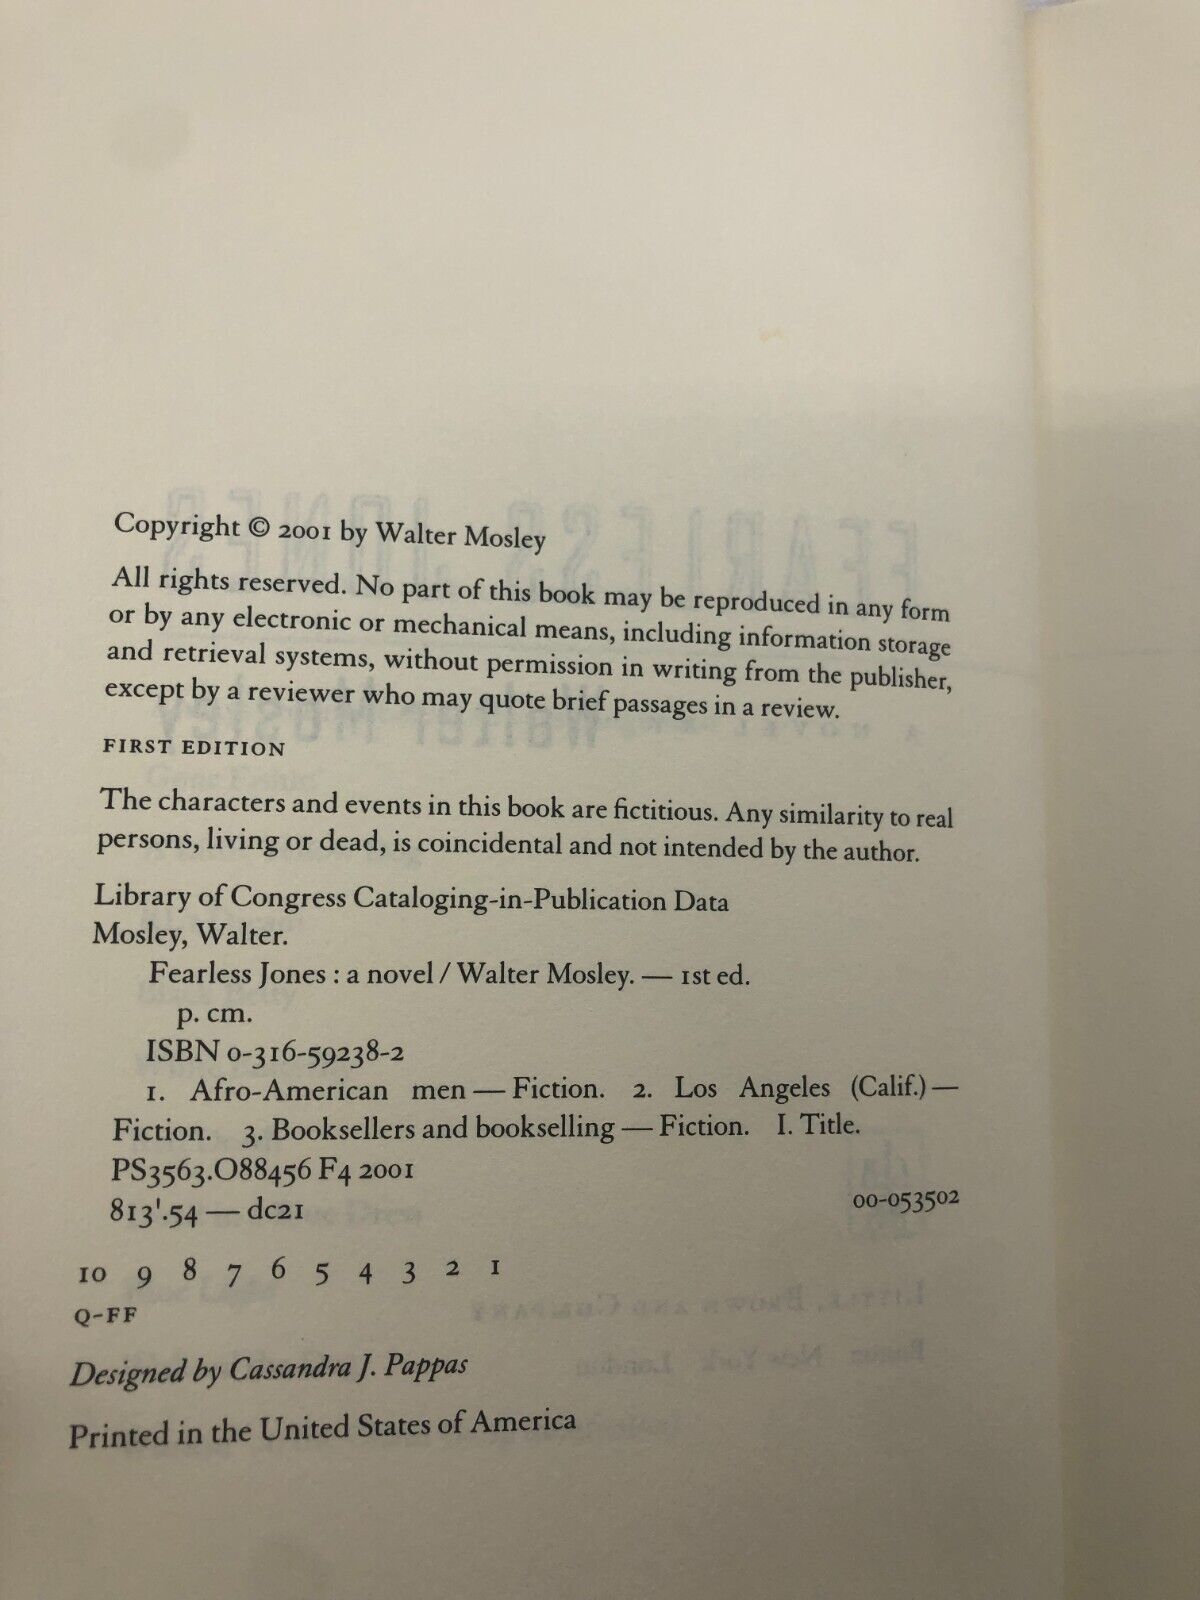 Copyright © 2001 by Walter Mosley
All rights reserved. No part of this book may be reproduced in any form
or by any electronic or mechanical means, including information storage
and retrieval systems, without permission in writing from the publisher,
except by a reviewer who may quote brief passages in a review.
FIRST EDITION
The characters and events in this book are fictitious. Any similarity to real
persons, living or dead, is coincidental and not intended by the author.
Library of Congress Cataloging-in-Publication Data
Mosley, Walter.
Fearless Jones : a novel / Walter Mosley. — 1st ed.
p. cm.
ISBN 0-316-59238-2
1. Afro-American men — Fiction. 2. Los Angeles (Calif.) —
Fiction. 3. Booksellers and bookselling — Fiction. I. Title.
PS3563.O88456 F4 2001
813'.54 — dc21 00-053502
10 9 8 7 6 5 4 3 2 1
Q-FF
Designed by Cassandra J. Pappas
Printed in the United States of America